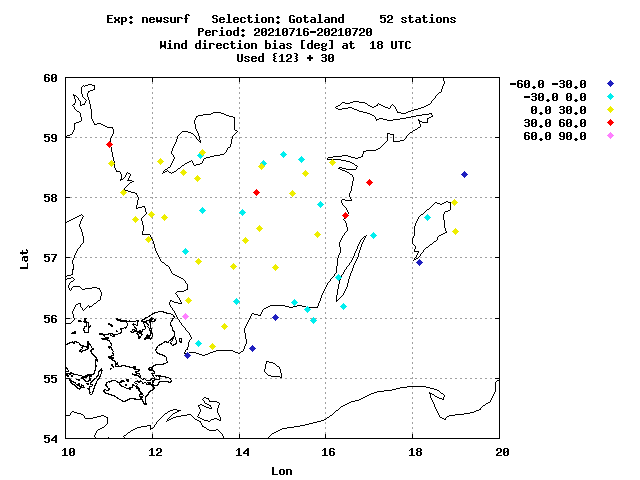 Exp: newsurf Selection: Gotaland 52 stations
Period: 20210716-20210720
Wind direction bias [deg] at 18 UTC
Used {12} + 30
-60.0 -30.0
-30.0 0.0
0.0 30.0
30.0 60.0
60.0 90.0
60
59
58
57
56
55
54
Lat
10 12 14 16 18 20
Lon